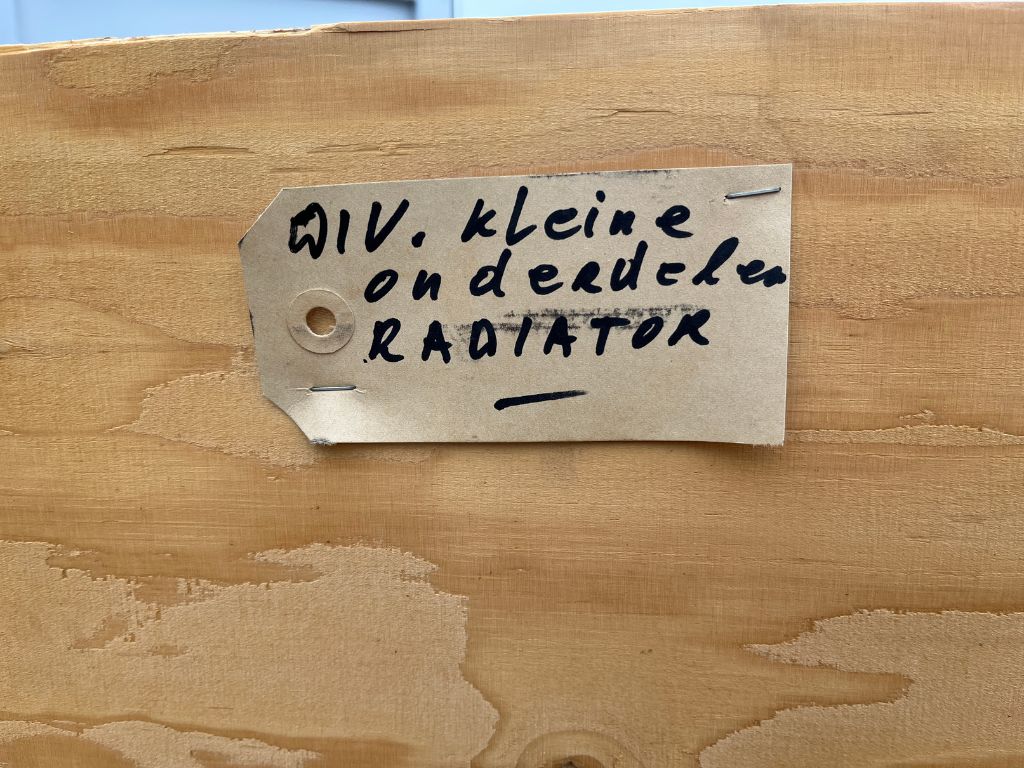 DIV. kleine
onderdelen
RADIATOR